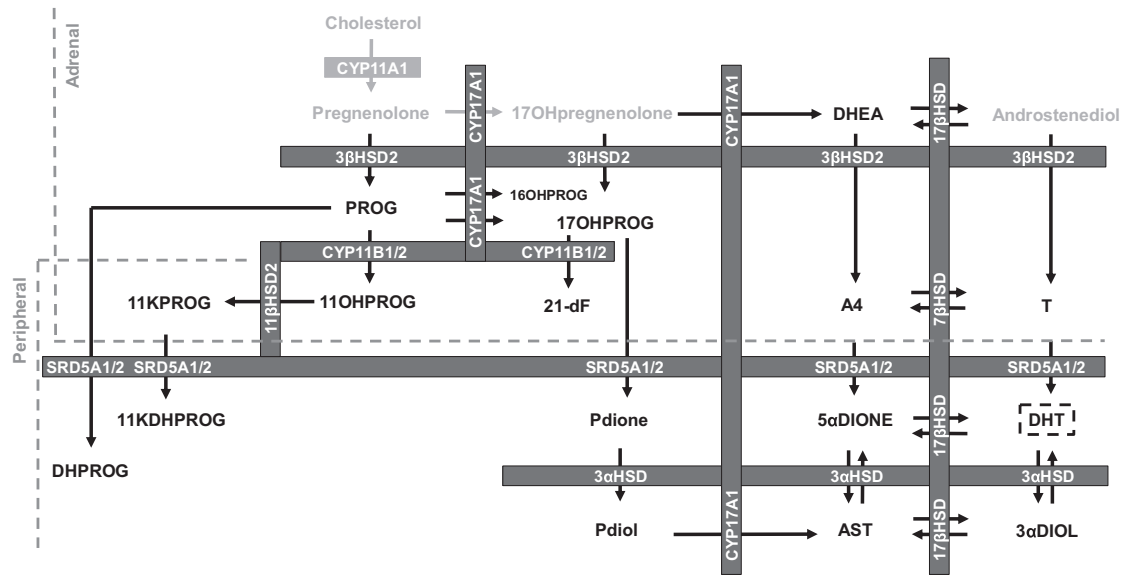 Cholesterol
Adrenal
CYP11A1
CYP17A1
CYP17A1
17βHSD
Pregnenolone
17OHpregnenolone
DHEA
Androstenediol
3βHSD2
3βHSD2
3βHSD2
3βHSD2
CYP17A1
16OHPROG
PROG
17OHPROG
CYP11B1/2
CYP11B1/2
Peripheral
11βHSD2
11KPROG
11OHPROG
21-dF
A4
7βHSD
T
SRD5A1/2
SRD5A1/2
SRD5A1/2
SRD5A1/2
SRD5A1/2
11KDHPROG
Pdione
5αDIONE
17βHSD
DHT
DHPROG
3αHSD
3αHSD
3αHSD
CYP17A1
Pdiol
AST
17βHSD
3αDIOL